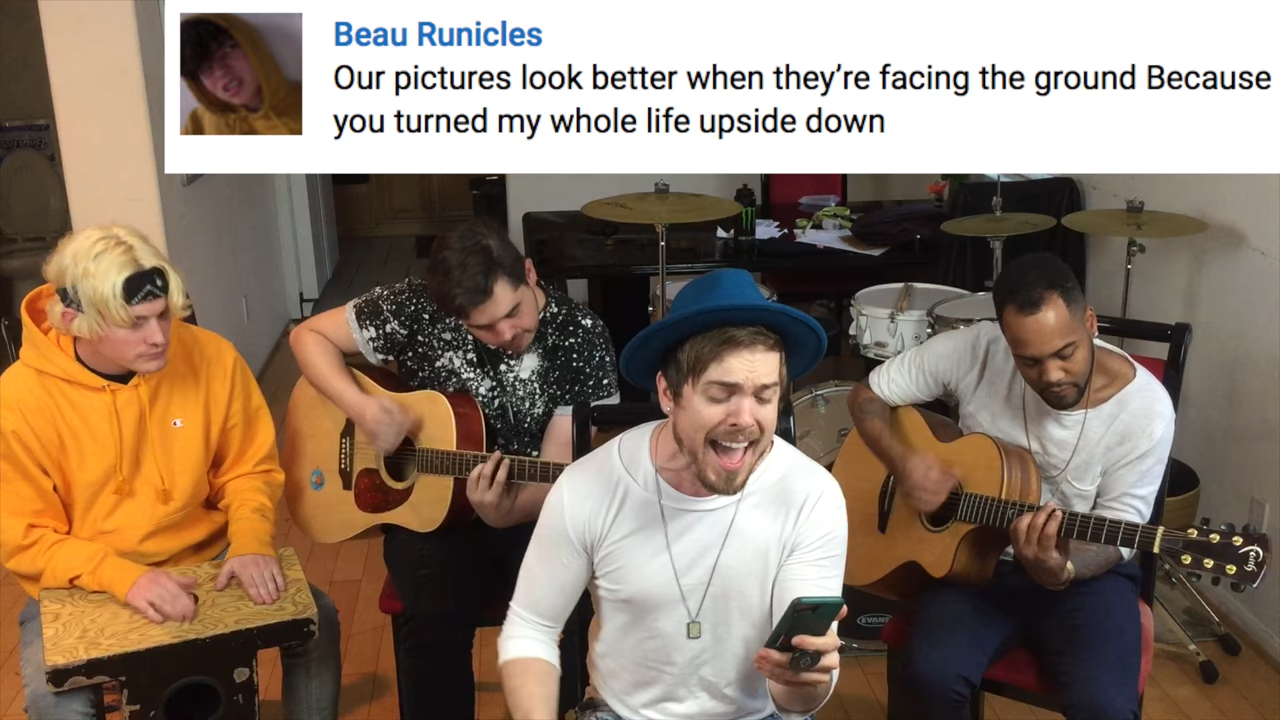 Beau Runicles
Our pictures look better when they’re facing the ground Because
you turned my whole life upside down
EVANS